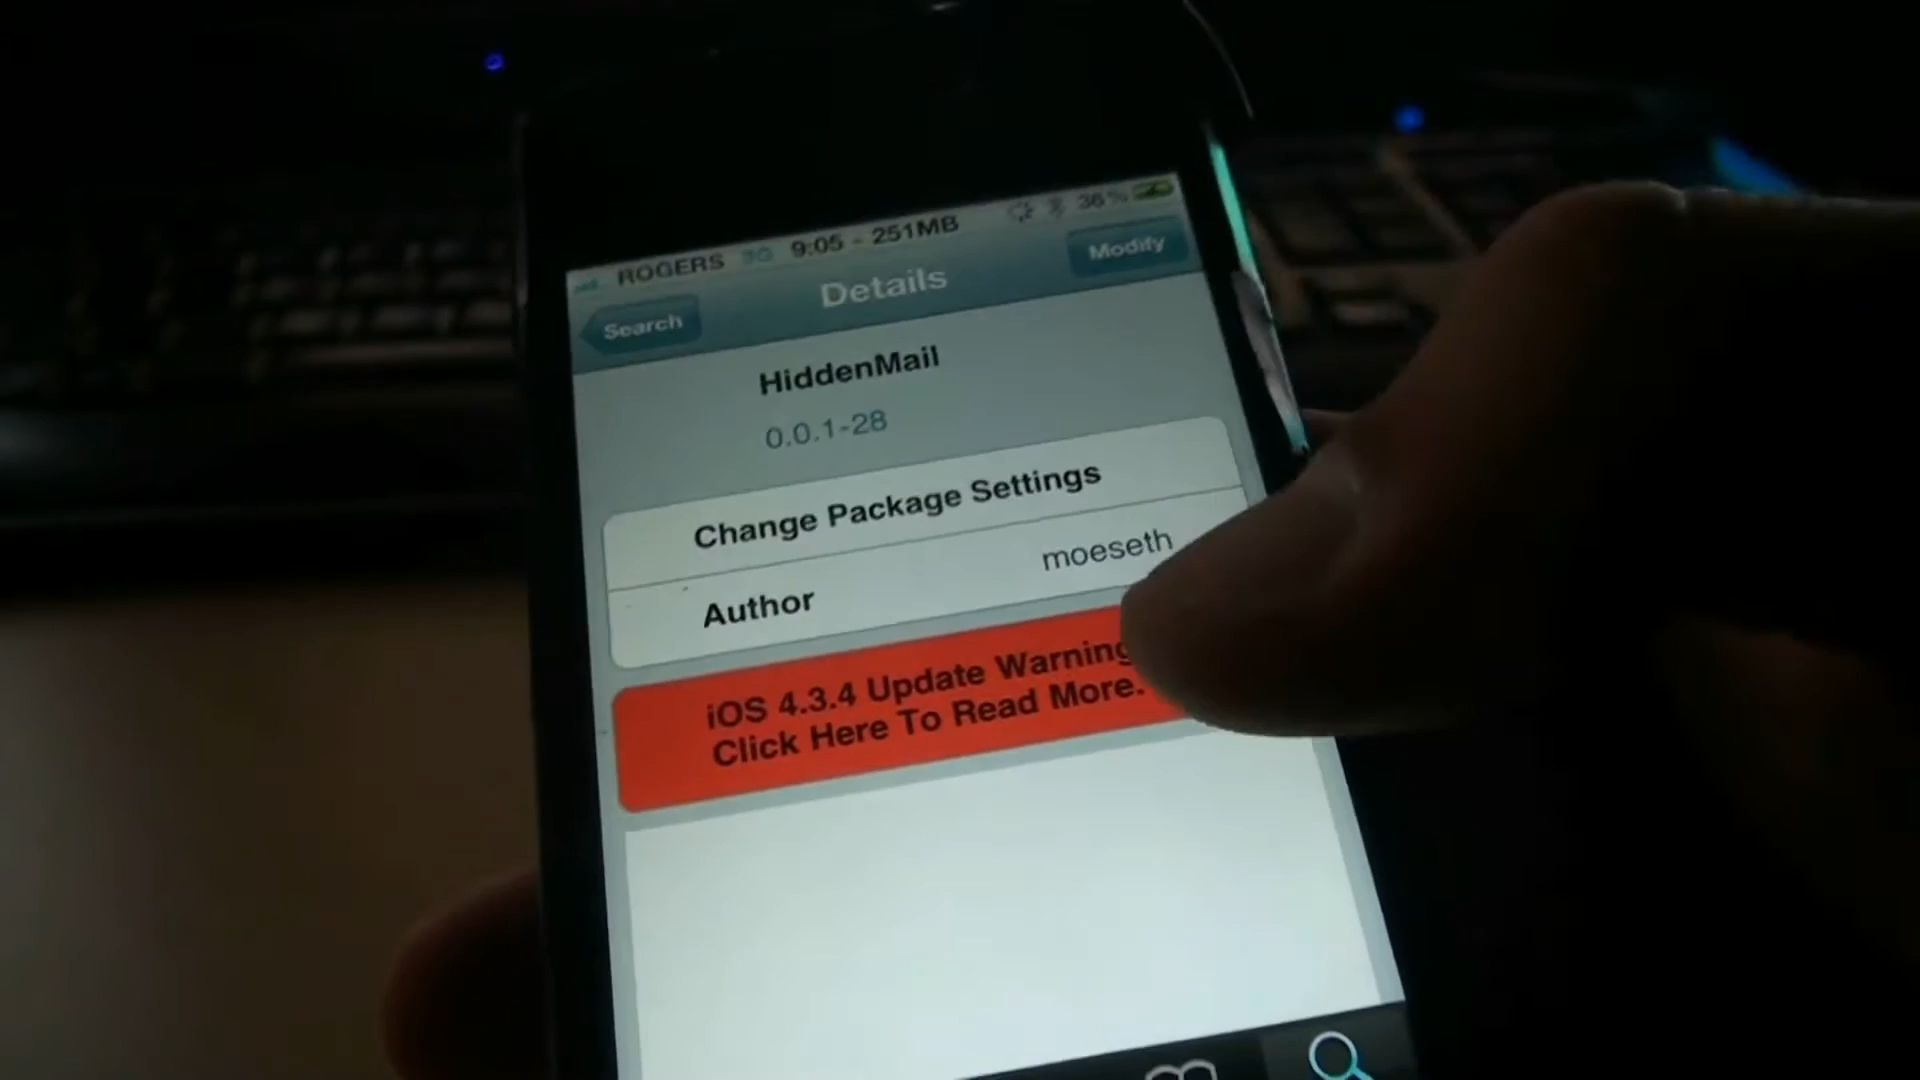 ROGERS 3G 9:05 - 251MB 36%
Search Details Modify
HiddenMail
0.0.1-28
Change Package Settings
Author moeseth
iOS 4.3.4 Update Warning
Click Here To Read More.